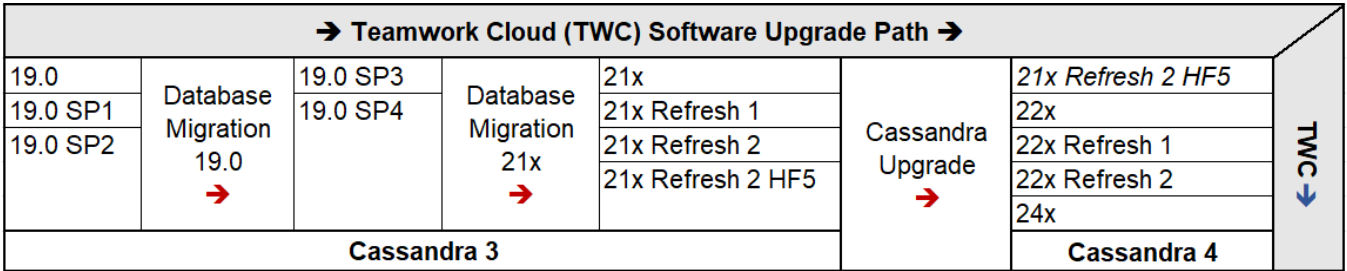 ➔ Teamwork Cloud (TWC) Software Upgrade Path ➔
19.0
19.0 SP1
19.0 SP2
Database
Migration
19.0
➔
19.0 SP3
19.0 SP4
Database
Migration
21x
➔
21x
21x Refresh 1
21x Refresh 2
21x Refresh 2 HF5
Cassandra
Upgrade
➔
21x Refresh 2 HF5
22x
22x Refresh 1
22x Refresh 2
24x
TWC ➔
Cassandra 3
Cassandra 4